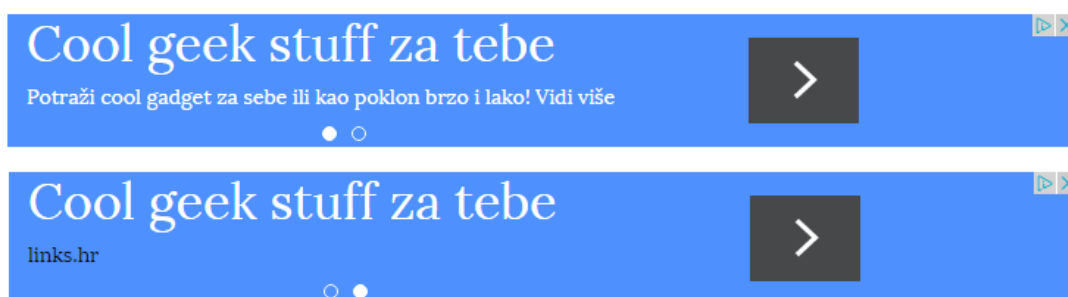 Cool geek stuff za tebe
Potraži cool gadget za sebe ili kao poklon brzo i lako! Vidi više
Cool geek stuff za tebe
links.hr